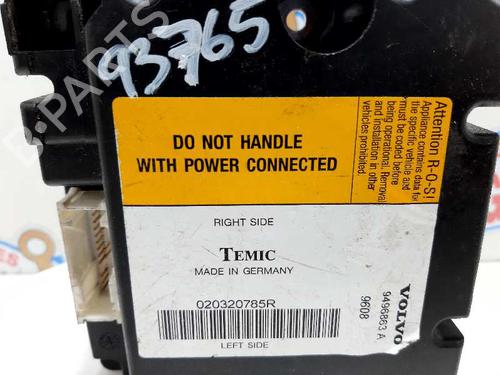 93765
B-PARTS
DO NOT HANDLE
WITH POWER CONNECTED
Attention R-O-S!
Appliance contains data for
the specific vehicle and
must be coded before
being operational. Removal
and installation in other
vehicles prohibited.
RIGHT SIDE
TEMIC
MADE IN GERMANY
020320785R
LEFT SIDE
VOLVO
9496863 A
9608